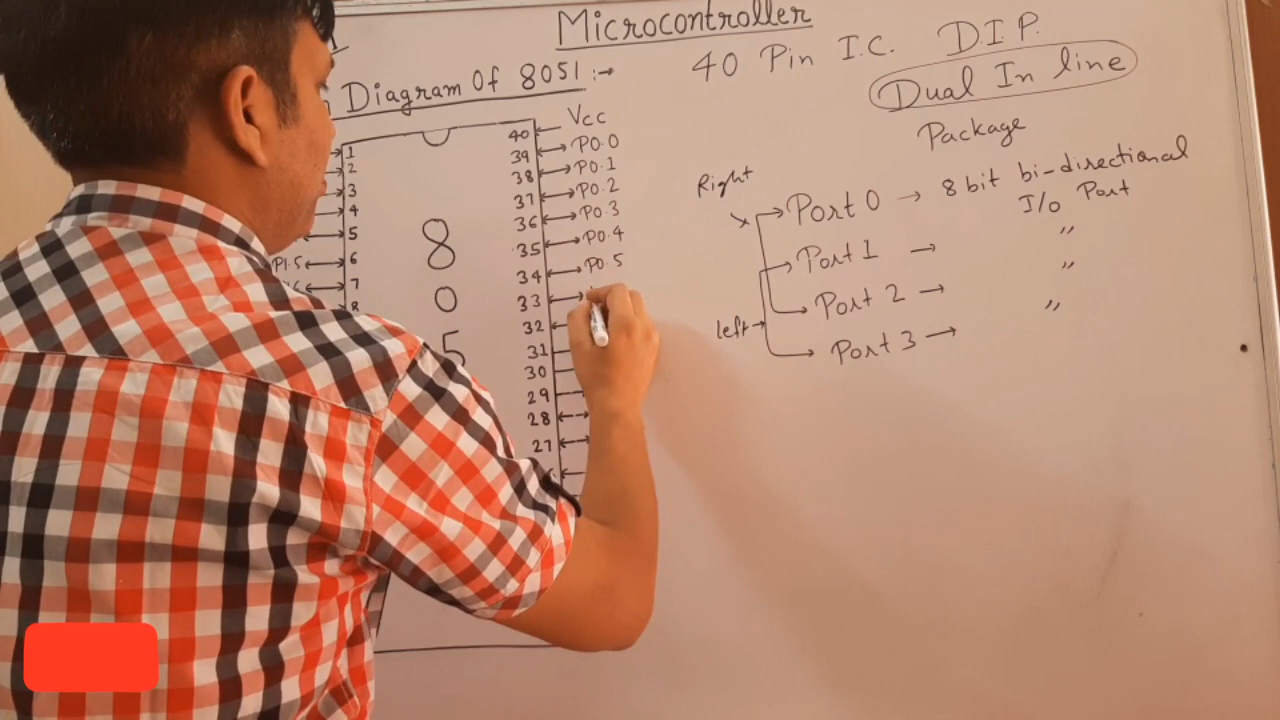 Microcontroller
Diagram Of 8051 :→
40 Pin I.C. D.I.P.
Dual In line
Package
1
2
3
4
5
P1.5 6
7
8
8
0
5
40 Vcc
39 P0.0
38 P0.1
37 P0.2
36 P0.3
35 P0.4
34 P0.5
33
32
31
30
29
28
27
Right
Port 0 → 8 bit bi-directional
I/O Port
Port 1 → "
Port 2 → "
left → Port 3 → "